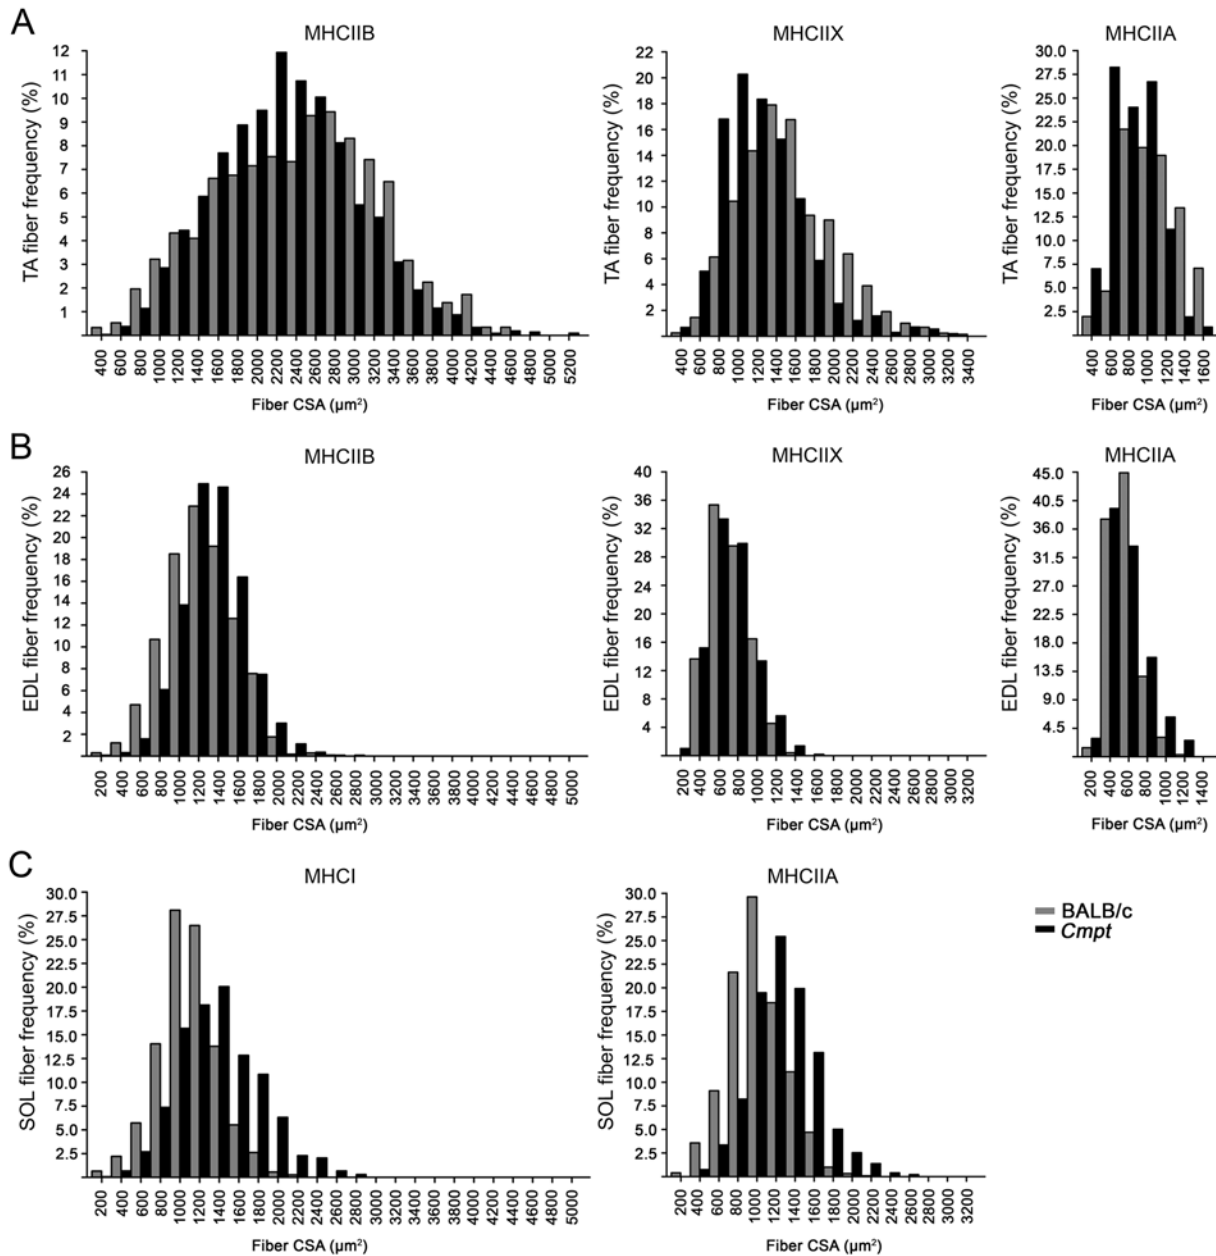 A
MHCIIB
MHCIIX
MHCIIA
TA fiber frequency (%)
12
11
10
9
8
7
6
5
4
3
2
1
400 600 800 1000 1200 1400 1600 1800 2000 2200 2400 2600 2800 3000 3200 3400 3600 3800 4000 4200 4400 4600 4800 5000 5200
Fiber CSA (µm²)
TA fiber frequency (%)
22
20
18
16
14
12
10
8
6
4
2
400 600 800 1000 1200 1400 1600 1800 2000 2200 2400 2600 2800 3000 3200 3400
Fiber CSA (µm²)
TA fiber frequency (%)
30.0
27.5
25.0
22.5
20.0
17.5
15.0
12.5
10.0
7.5
5.0
2.5
400 600 800 1000 1200 1400 1600
Fiber CSA (µm²)
B
MHCIIB
MHCIIX
MHCIIA
EDL fiber frequency (%)
26
24
22
20
18
16
14
12
10
8
6
4
2
200 400 600 800 1000 1200 1400 1600 1800 2000 2200 2400 2600 2800 3000 3200 3400 3600 3800 4000 4200 4400 4600 4800 5000
Fiber CSA (µm²)
EDL fiber frequency (%)
40
36
32
28
24
20
16
12
8
4
200 400 600 800 1000 1200 1400 1600 1800 2000 2200 2400 2600 2800 3000 3200
Fiber CSA (µm²)
EDL fiber frequency (%)
45.0
40.5
36.0
31.5
27.0
22.5
18.0
13.5
9.0
4.5
200 400 600 800 1000 1200 1400
Fiber CSA (µm²)
C
MHCI
MHCIIA
SOL fiber frequency (%)
30.0
27.5
25.0
22.5
20.0
17.5
15.0
12.5
10.0
7.5
5.0
2.5
200 400 600 800 1000 1200 1400 1600 1800 2000 2200 2400 2600 2800 3000 3200 3400 3600 3800 4000 4200 4400 4600 4800 5000
Fiber CSA (µm²)
SOL fiber frequency (%)
30.0
27.5
25.0
22.5
20.0
17.5
15.0
12.5
10.0
7.5
5.0
2.5
200 400 600 800 1000 1200 1400 1600 1800 2000 2200 2400 2600 2800 3000 3200
Fiber CSA (µm²)
BALB/c
Cmpt